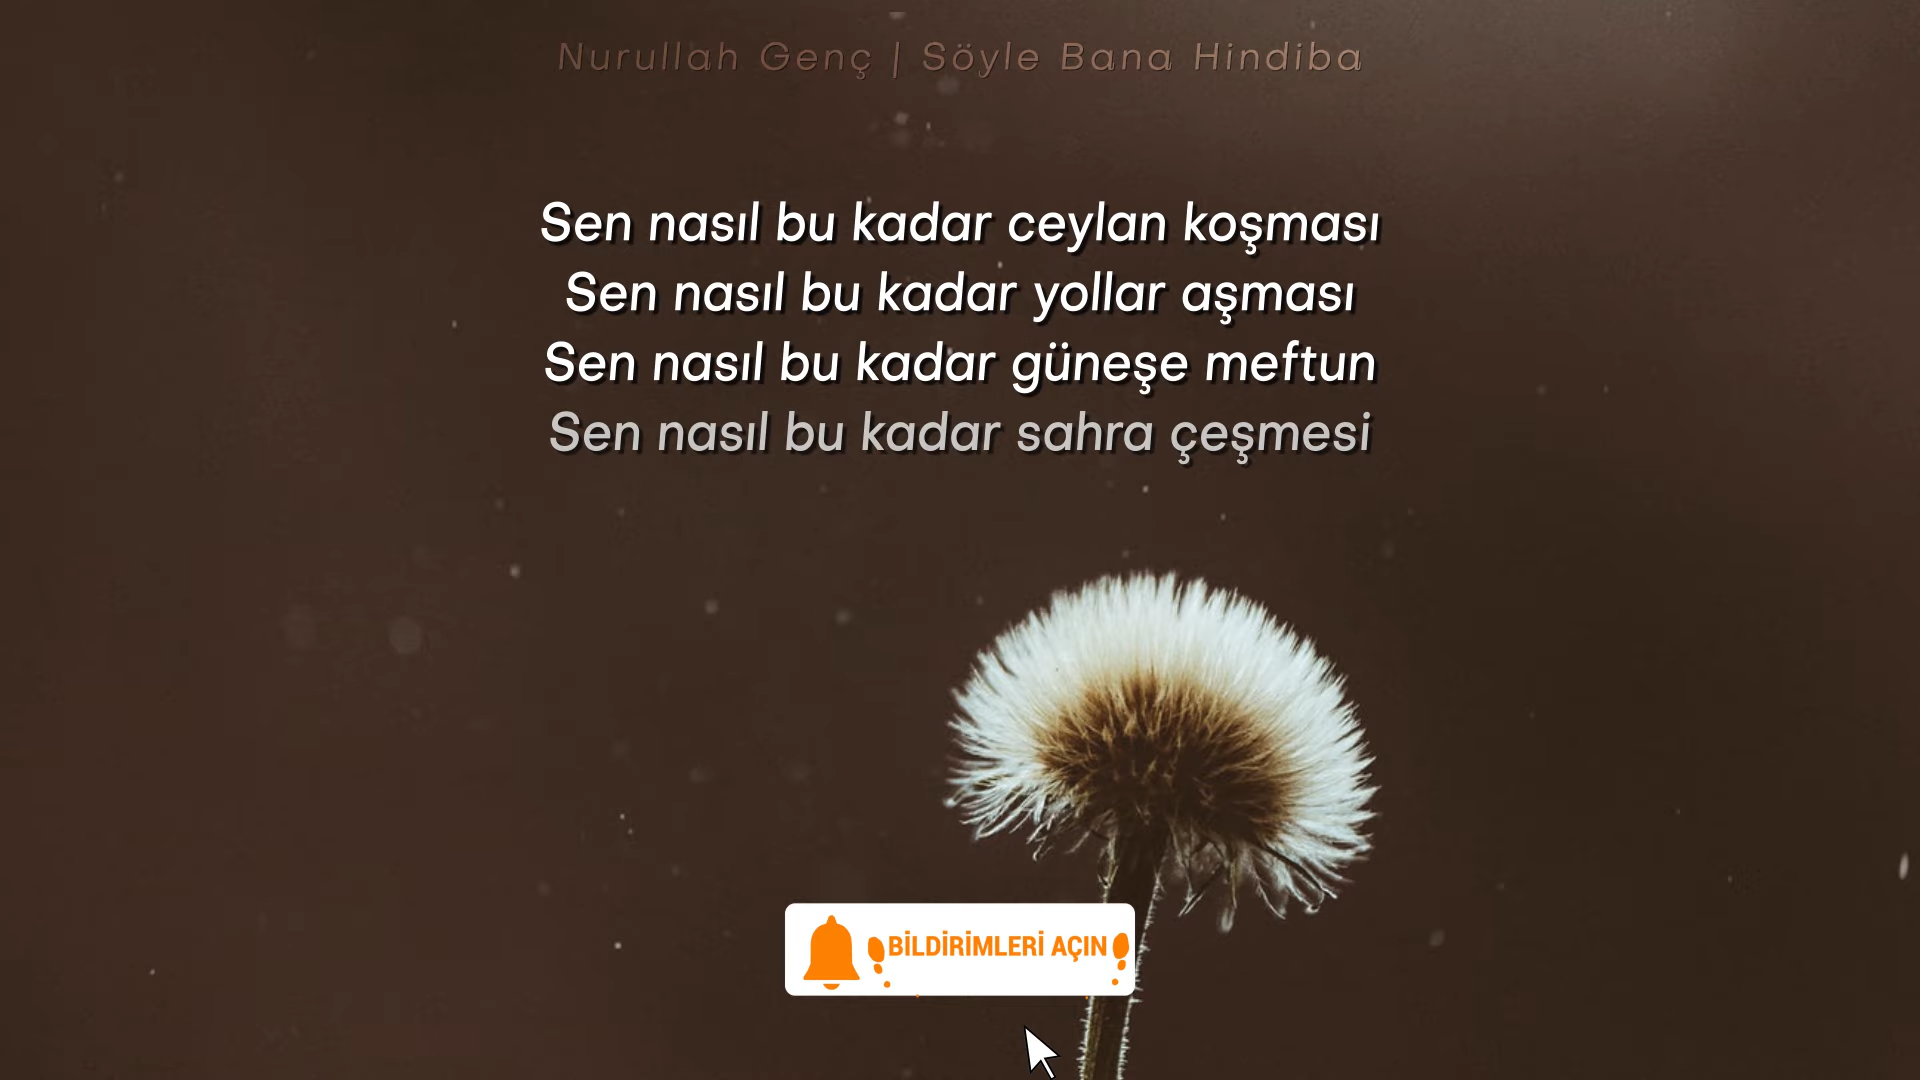 Nurullah Genç | Söyle Bana Hindiba
Sen nasıl bu kadar ceylan koşması
Sen nasıl bu kadar yollar aşması
Sen nasıl bu kadar güneşe meftun
Sen nasıl bu kadar sahra çeşmesi
BİLDİRİMLERİ AÇIN